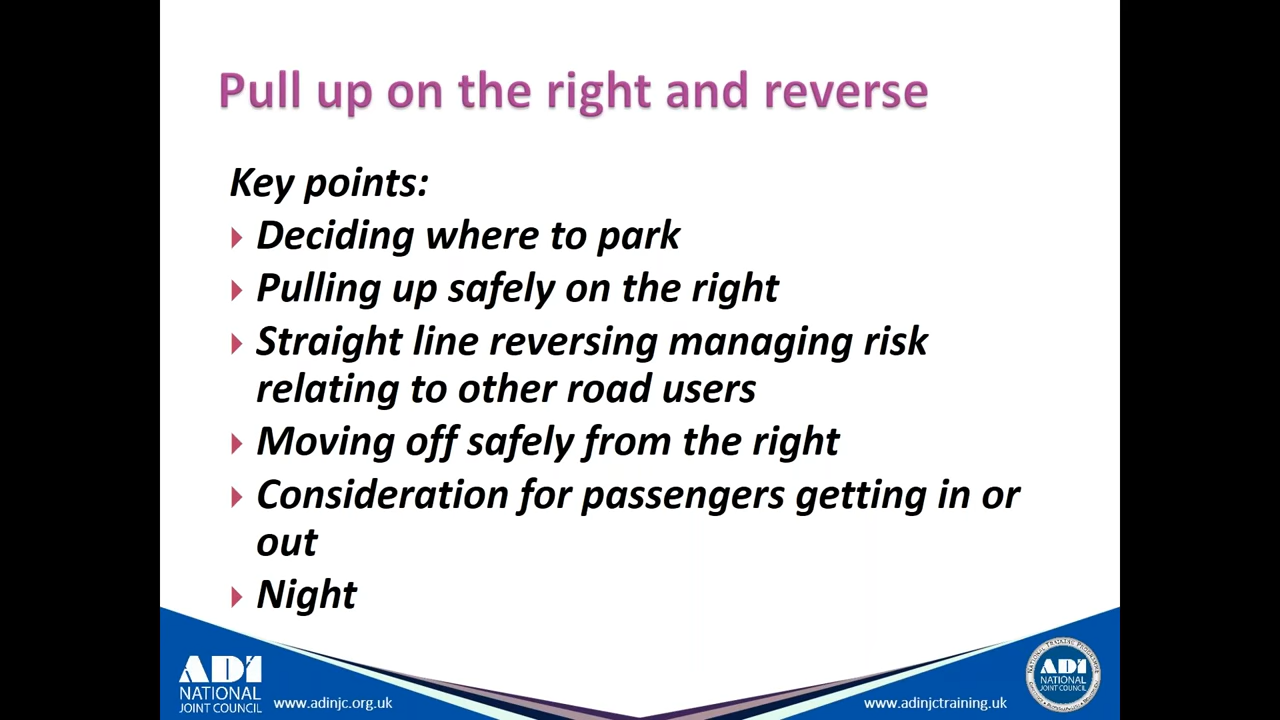 Pull up on the right and reverse
Key points:
Deciding where to park
Pulling up safely on the right
Straight line reversing managing risk
relating to other road users
Moving off safely from the right
Consideration for passengers getting in or
out
Night
ADI
NATIONAL
JOINT COUNCIL
www.adinjc.org.uk
www.adinjctraining.uk
NATIONAL TRAINING PROGRAMME
ADI
NATIONAL
JOINT COUNCIL